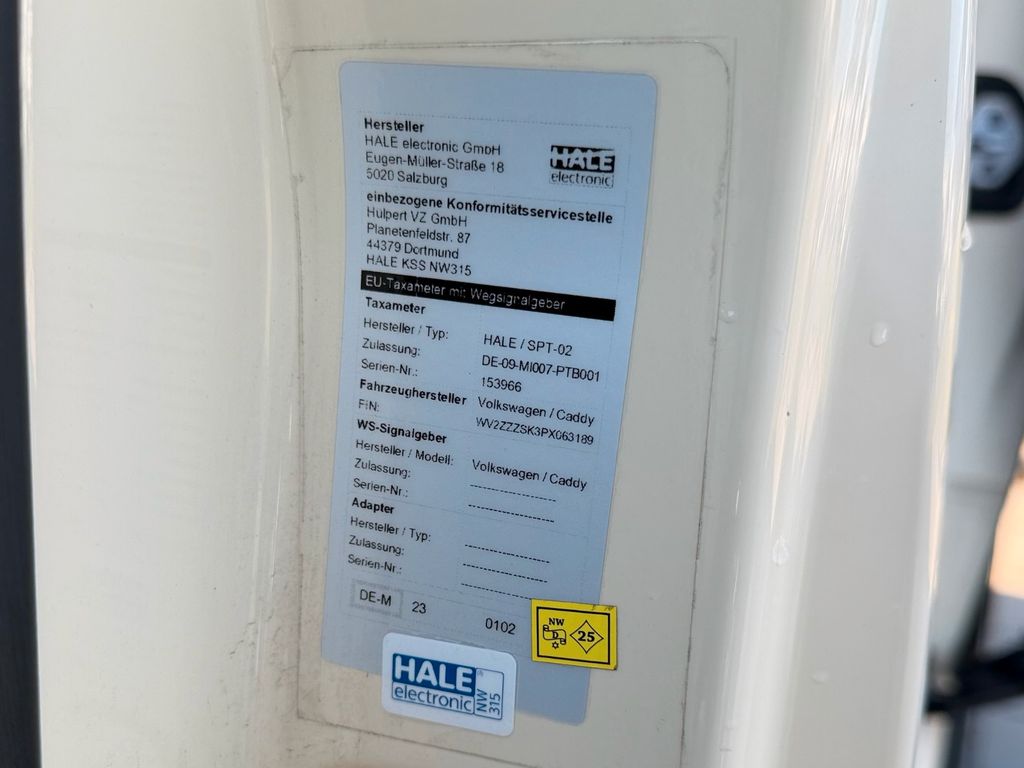 Hersteller
HALE electronic GmbH
Eugen-Müller-Straße 18
5020 Salzburg
HALE
electronic
einbezogene Konformitätsservicestelle
Hulpert VZ GmbH
Planetenfeldstr. 87
44379 Dortmund
HALE KSS NW315
EU-Taxameter mit Wegsignalgeber
Taxameter
Hersteller / Typ: HALE / SPT-02
Zulassung: DE-09-MI007-PTB001
Serien-Nr.: 153966
Fahrzeughersteller Volkswagen / Caddy
FIN: WV2ZZZSK3PX063189
WS-Signalgeber
Hersteller / Modell: Volkswagen / Caddy
Zulassung: ----------------
Serien-Nr.: ----------------
Adapter
Hersteller / Typ: ----------------
Zulassung: ----------------
Serien-Nr.: ----------------
DE-M 23 0102
NW
D 25
HALE
electronic
NW
315